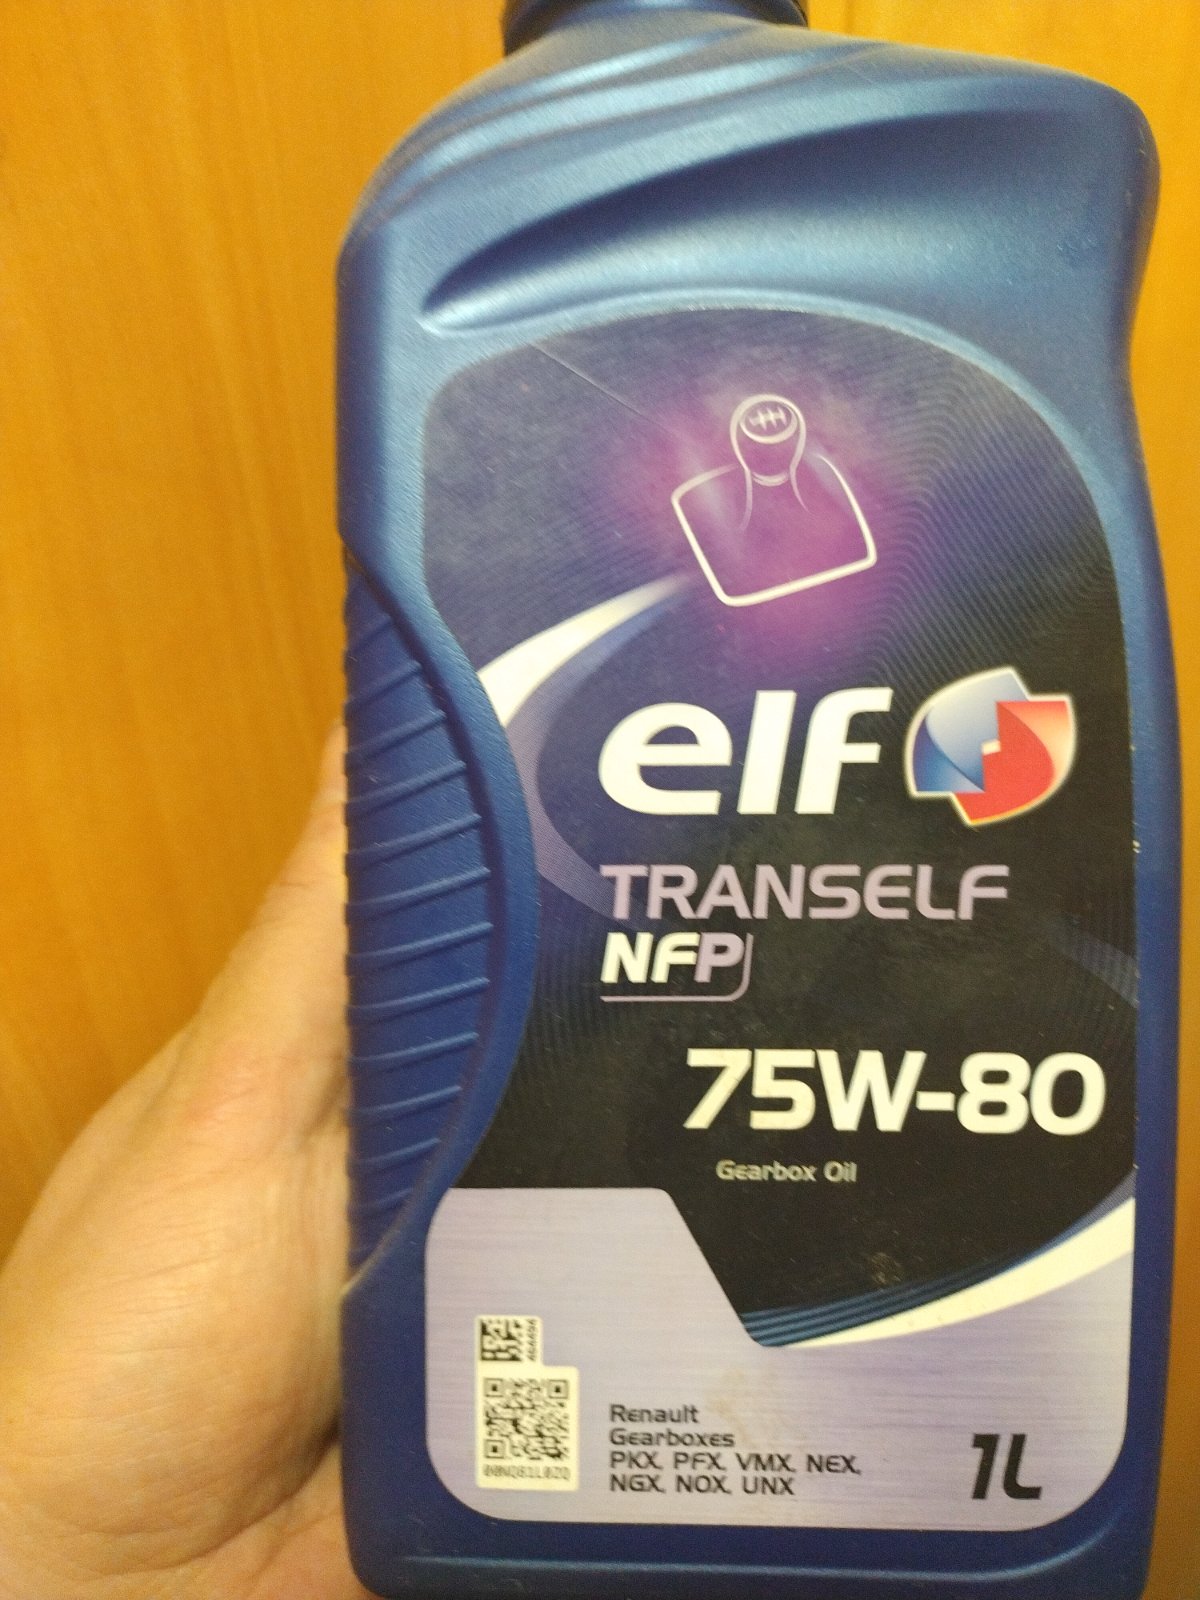 elf
TRANSELF
NFP
75W-80
Gearbox Oil
Renault
Gearboxes
PKX, PFX, VMX, NEX,
NGX, NOX, UNX
1L